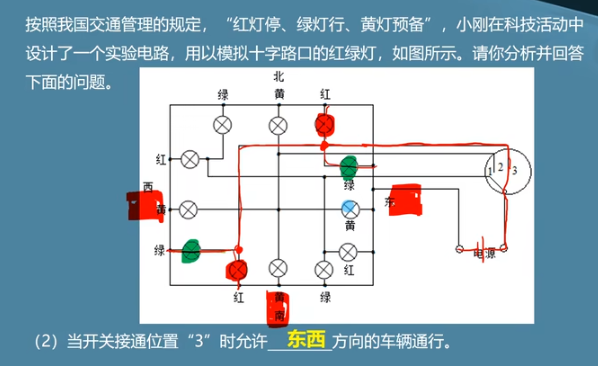 按照我国交通管理的规定，“红灯停、绿灯行、黄灯预备”，小刚在科技活动中
设计了一个实验电路，用以模拟十字路口的红绿灯，如图所示。请你分析并回答
下面的问题。
北
绿 黄 红
红
1 2 3
西
绿
东
黄
黄
绿
电源
红
红 黄 绿
南
（2）当开关接通位置“3”时允许 东西 方向的车辆通行。